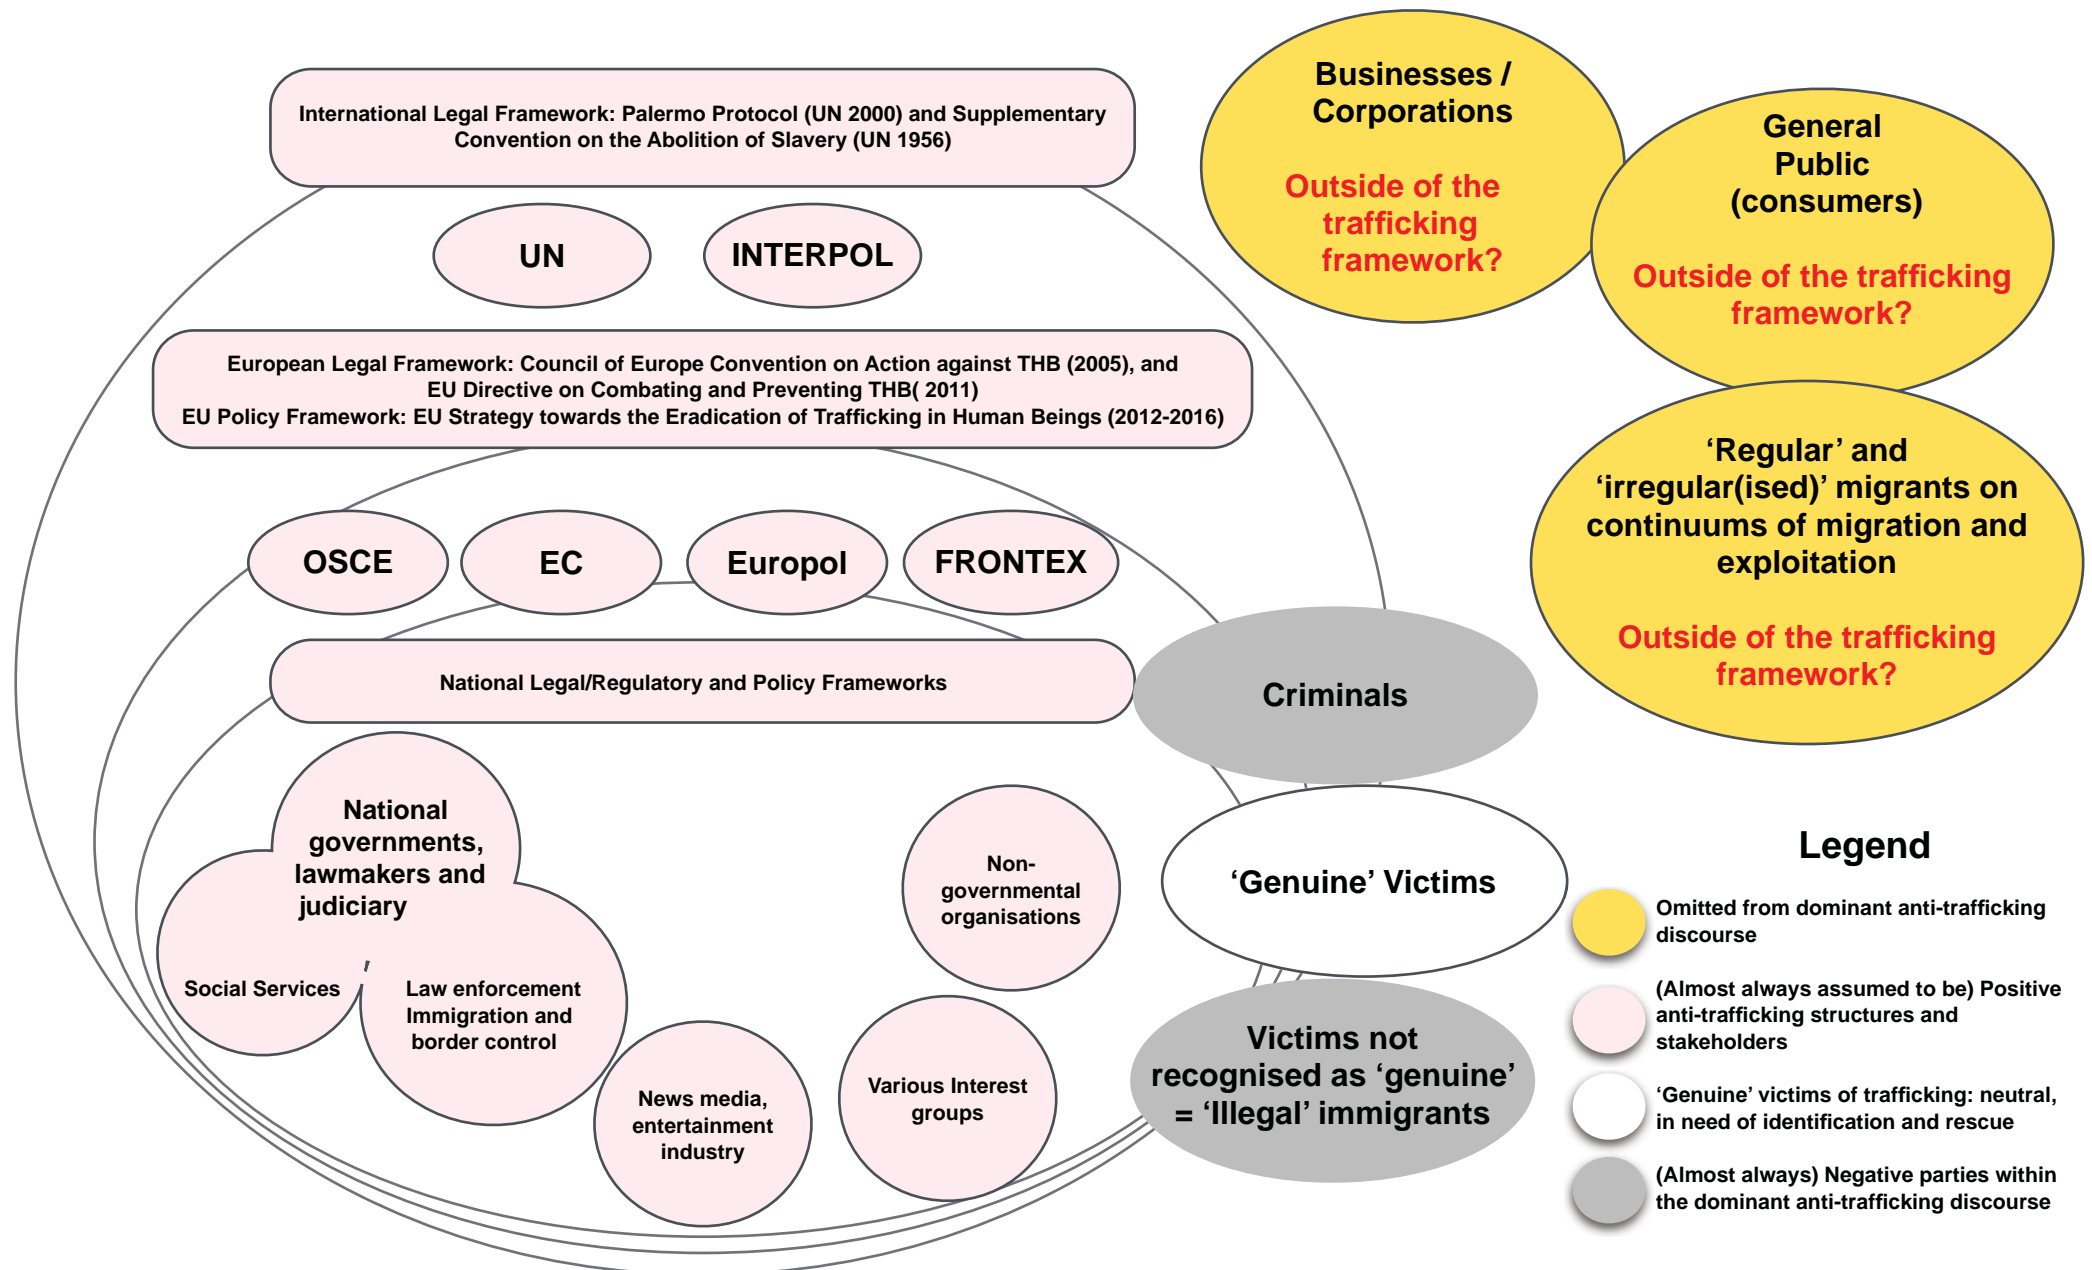 International Legal Framework: Palermo Protocol (UN 2000) and Supplementary
Convention on the Abolition of Slavery (UN 1956)
UN
INTERPOL
European Legal Framework: Council of Europe Convention on Action against THB (2005), and
EU Directive on Combating and Preventing THB( 2011)
EU Policy Framework: EU Strategy towards the Eradication of Trafficking in Human Beings (2012-2016)
OSCE
EC
Europol
FRONTEX
National Legal/Regulatory and Policy Frameworks
National
governments,
lawmakers and
judiciary
Social Services
Law enforcement
Immigration and
border control
News media,
entertainment
industry
Various Interest
groups
Non-
governmental
organisations
Criminals
‘Genuine’ Victims
Victims not
recognised as ‘genuine’
= ‘Illegal’ immigrants
Businesses /
Corporations
Outside of the
trafficking
framework?
General
Public
(consumers)
Outside of the trafficking
framework?
‘Regular’ and
‘irregular(ised)’ migrants on
continuums of migration and
exploitation
Outside of the trafficking
framework?
Legend
Omitted from dominant anti-trafficking
discourse
(Almost always assumed to be) Positive
anti-trafficking structures and
stakeholders
‘Genuine’ victims of trafficking: neutral,
in need of identification and rescue
(Almost always) Negative parties within
the dominant anti-trafficking discourse